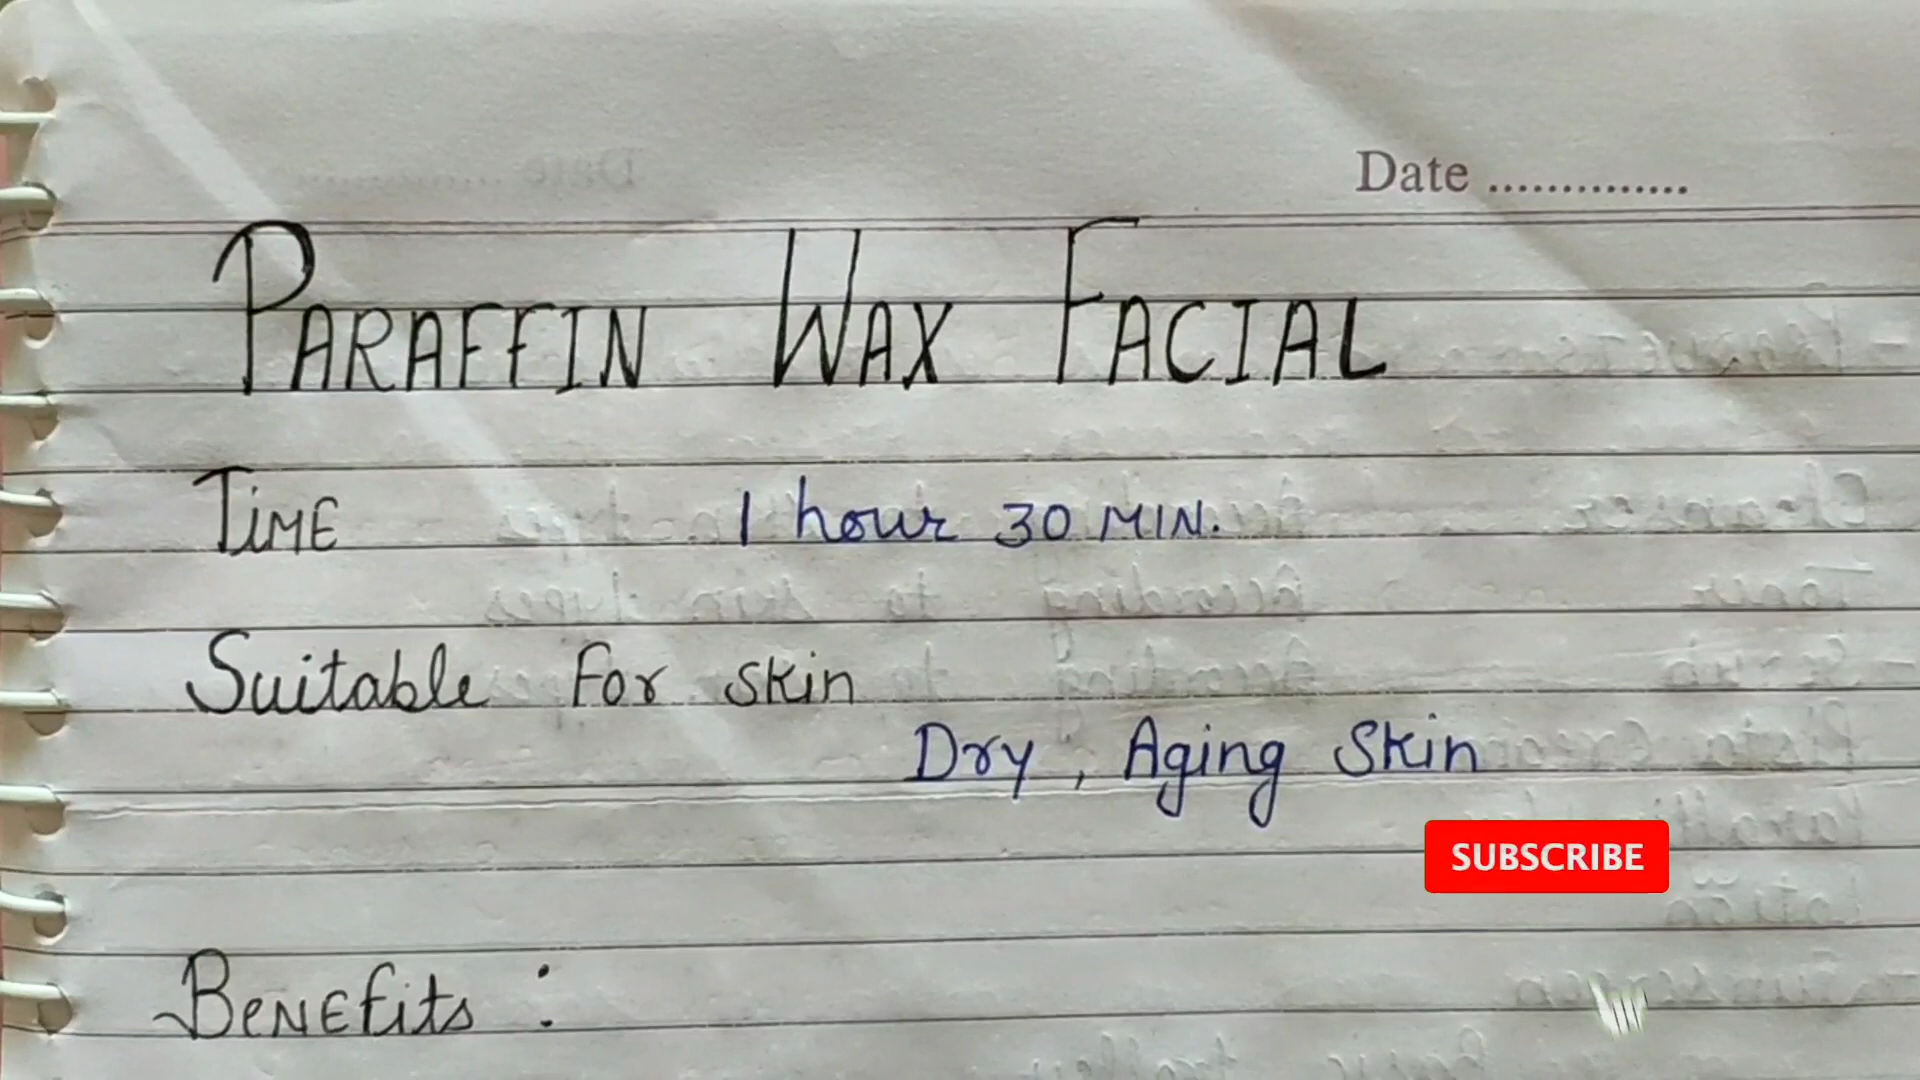 Date ..............
PARAFFIN WAX FACIAL
TIME 1 hour 30 MIN.
Suitable For skin
Dry, Aging Skin
SUBSCRIBE
BENEfits :